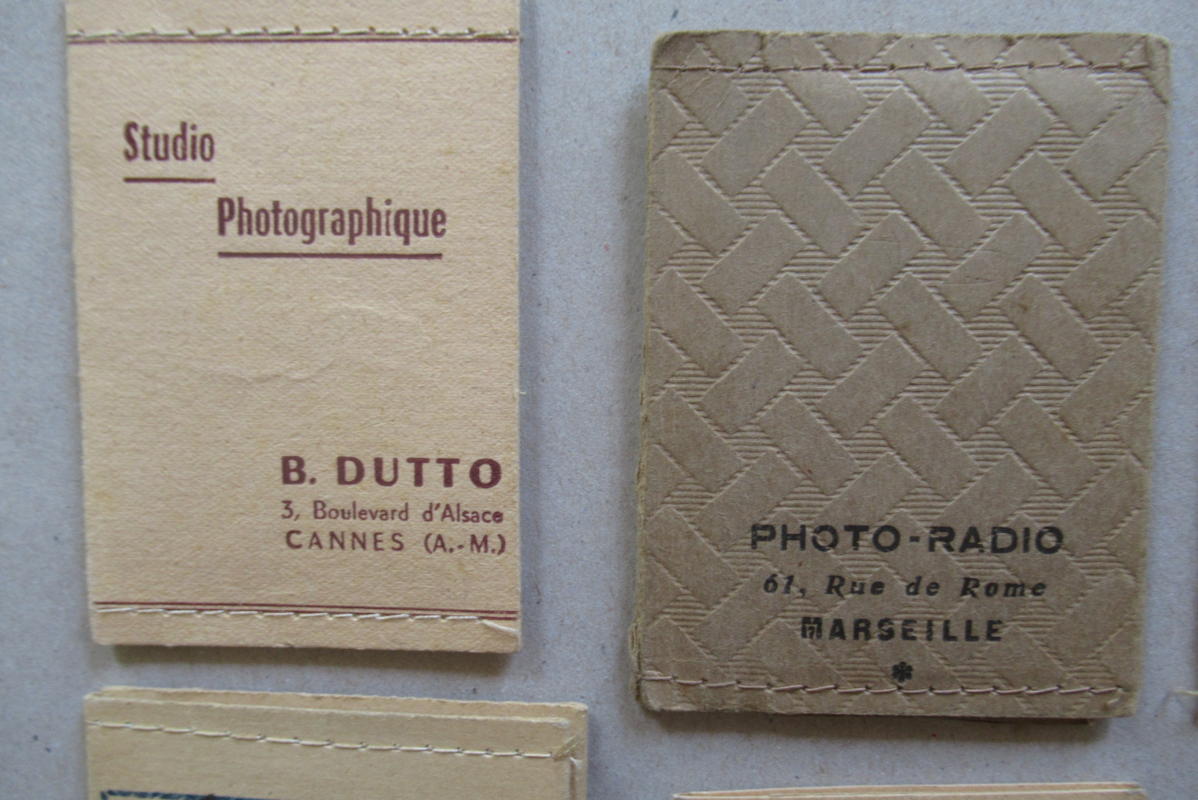 Studio
Photographique
B. DUTTO
3, Boulevard d'Alsace
CANNES (A.-M.)
PHOTO-RADIO
61, Rue de Rome
MARSEILLE